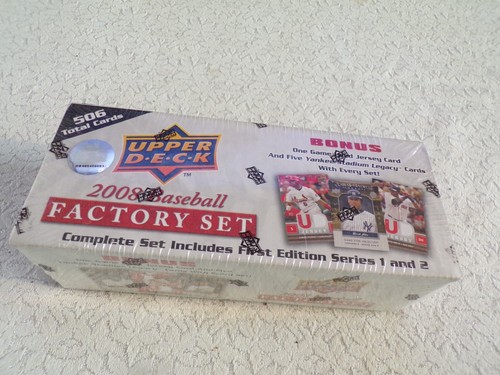 506
Total Cards
UPPER
D·E·C·K
TM
2008 Baseball
FACTORY SET
Complete Set Includes First Edition Series 1 and 2
BONUS
One Game Used Jersey Card
And Five Yankee Stadium Legacy Cards
With Every Set!